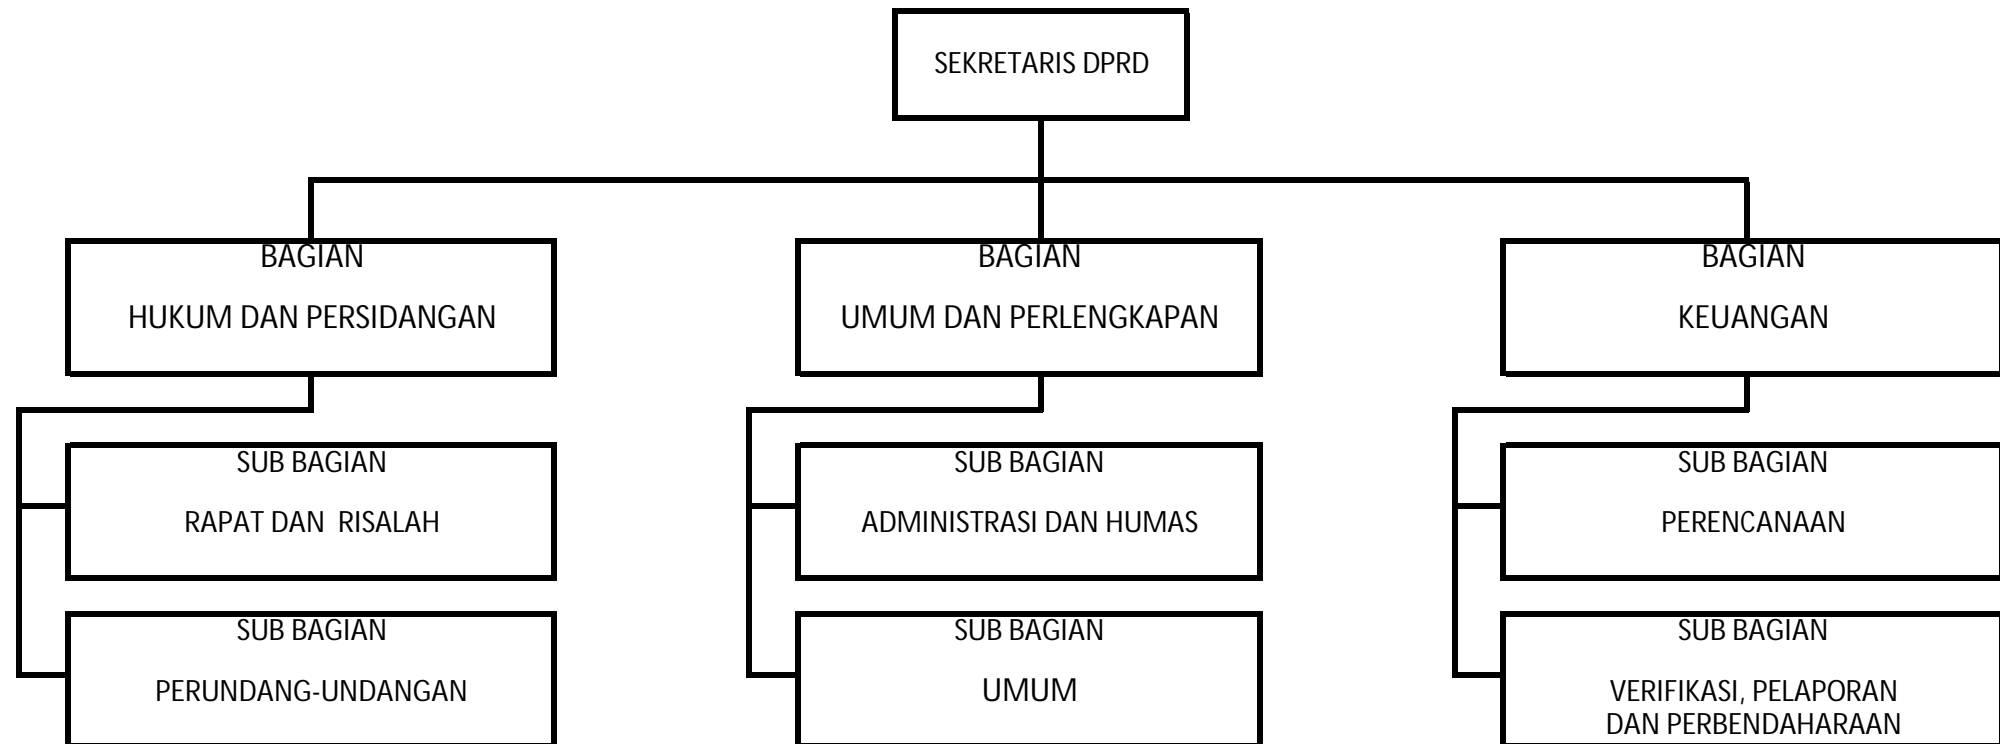 SEKRETARIS DPRD
BAGIAN
HUKUM DAN PERSIDANGAN
BAGIAN
UMUM DAN PERLENGKAPAN
BAGIAN
KEUANGAN
SUB BAGIAN
RAPAT DAN RISALAH
SUB BAGIAN
ADMINISTRASI DAN HUMAS
SUB BAGIAN
PERENCANAAN
SUB BAGIAN
PERUNDANG-UNDANGAN
SUB BAGIAN
UMUM
SUB BAGIAN
VERIFIKASI, PELAPORAN
DAN PERBENDAHARAAN